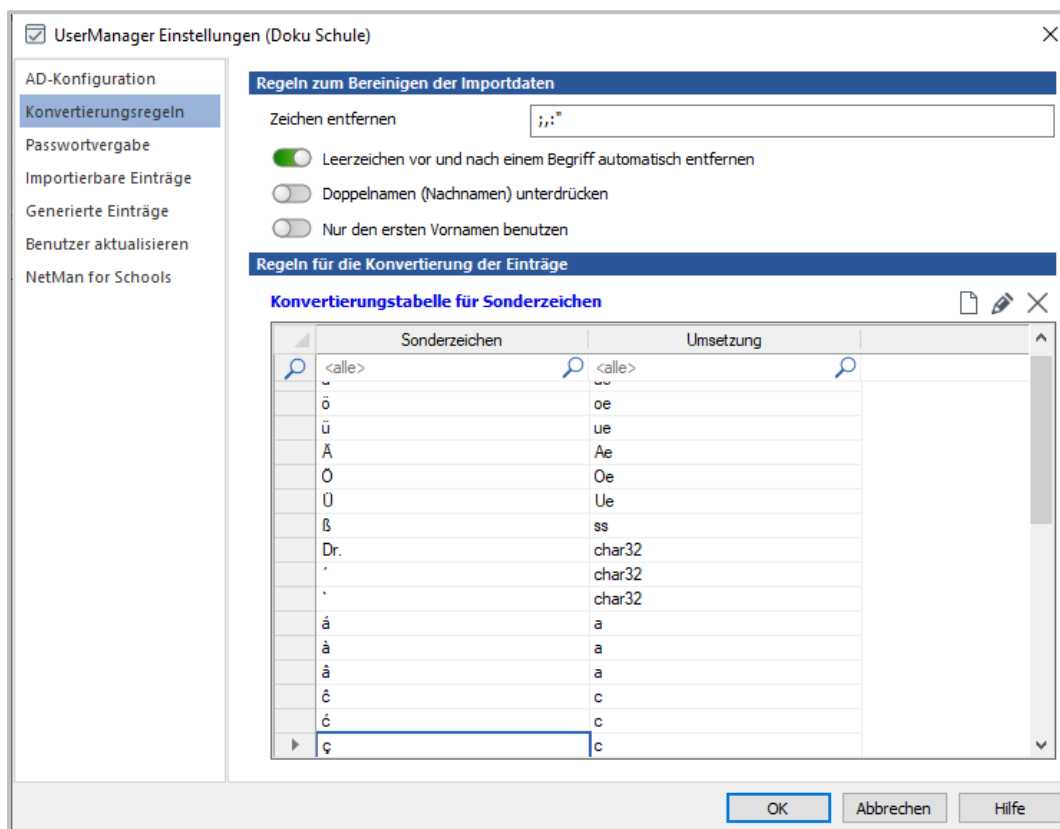 UserManager Einstellungen (Doku Schule)
AD-Konfiguration
Konvertierungsregeln
Passwortvergabe
Importierbare Einträge
Generierte Einträge
Benutzer aktualisieren
NetMan for Schools
Regeln zum Bereinigen der Importdaten
Zeichen entfernen ;,:"
Leerzeichen vor und nach einem Begriff automatisch entfernen
Doppelnamen (Nachnamen) unterdrücken
Nur den ersten Vornamen benutzen
Regeln für die Konvertierung der Einträge
Konvertierungstabelle für Sonderzeichen
Sonderzeichen Umsetzung
<alle> <alle>
ö oe
ü ue
Ä Ae
Ö Oe
Ü Ue
ß ss
Dr. char32
´ char32
` char32
á a
à a
â a
ĉ c
ć c
ç c
OK Abbrechen Hilfe